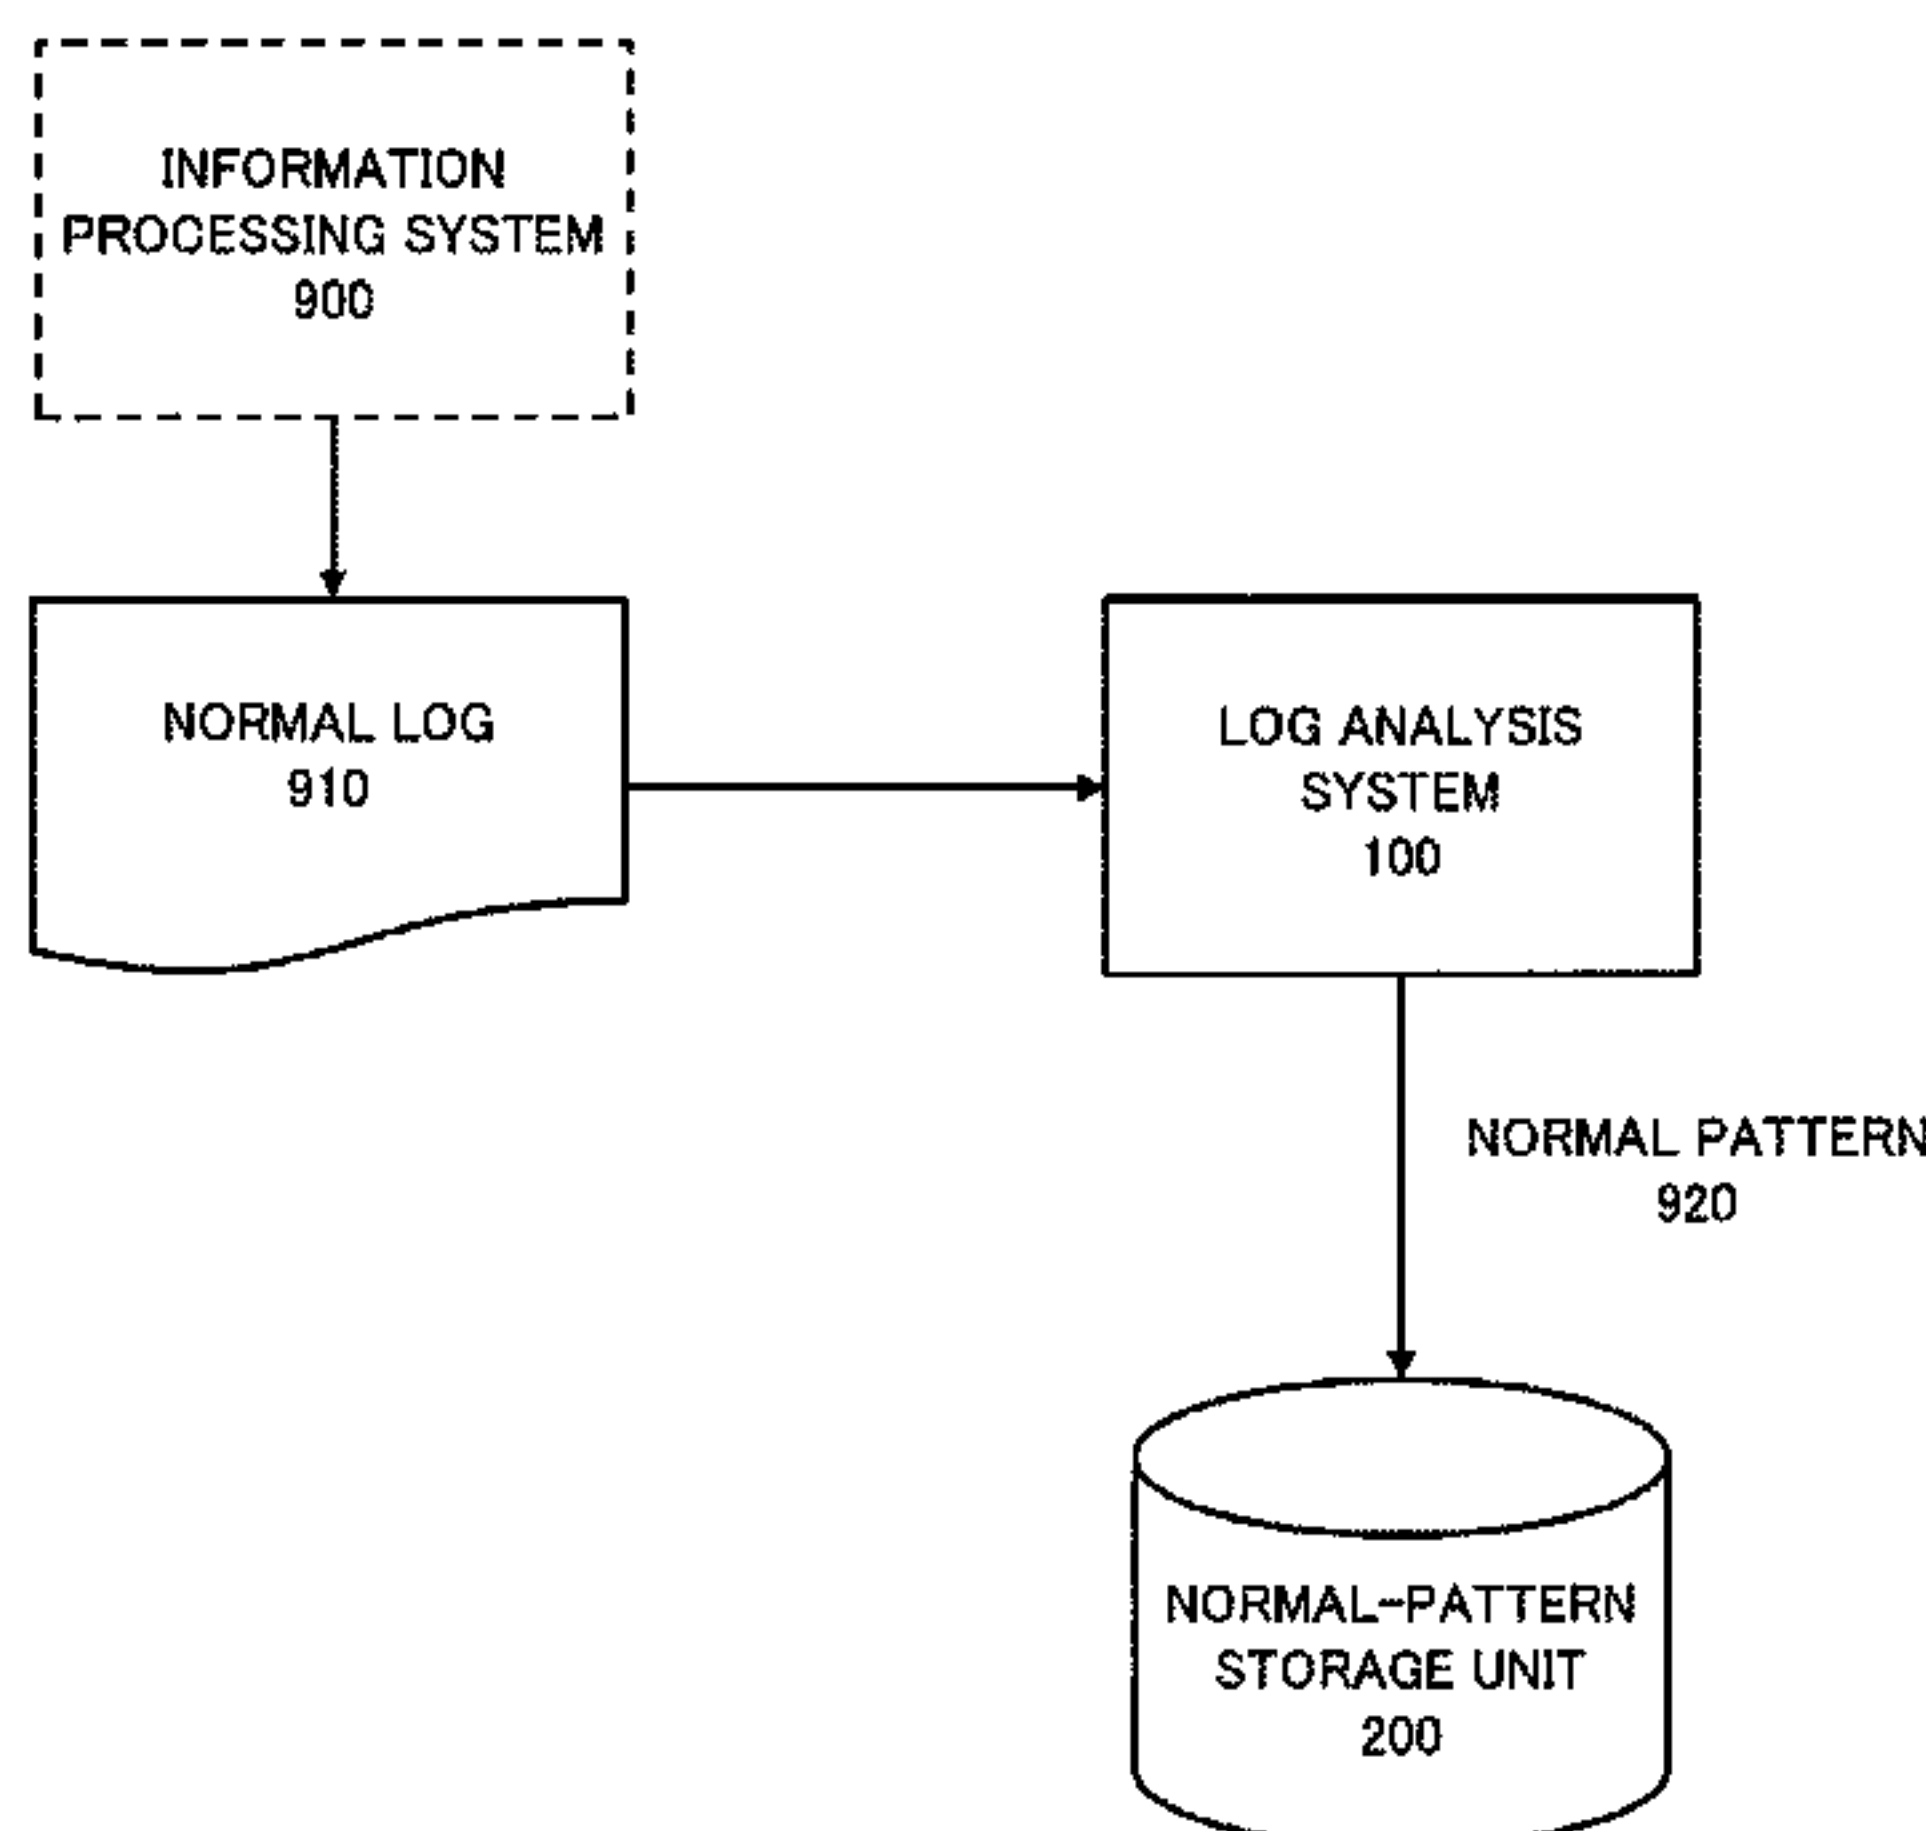 INFORMATION
PROCESSING SYSTEM
900
NORMAL LOG
910
LOG ANALYSIS
SYSTEM
100
NORMAL PATTERN
920
NORMAL-PATTERN
STORAGE UNIT
200